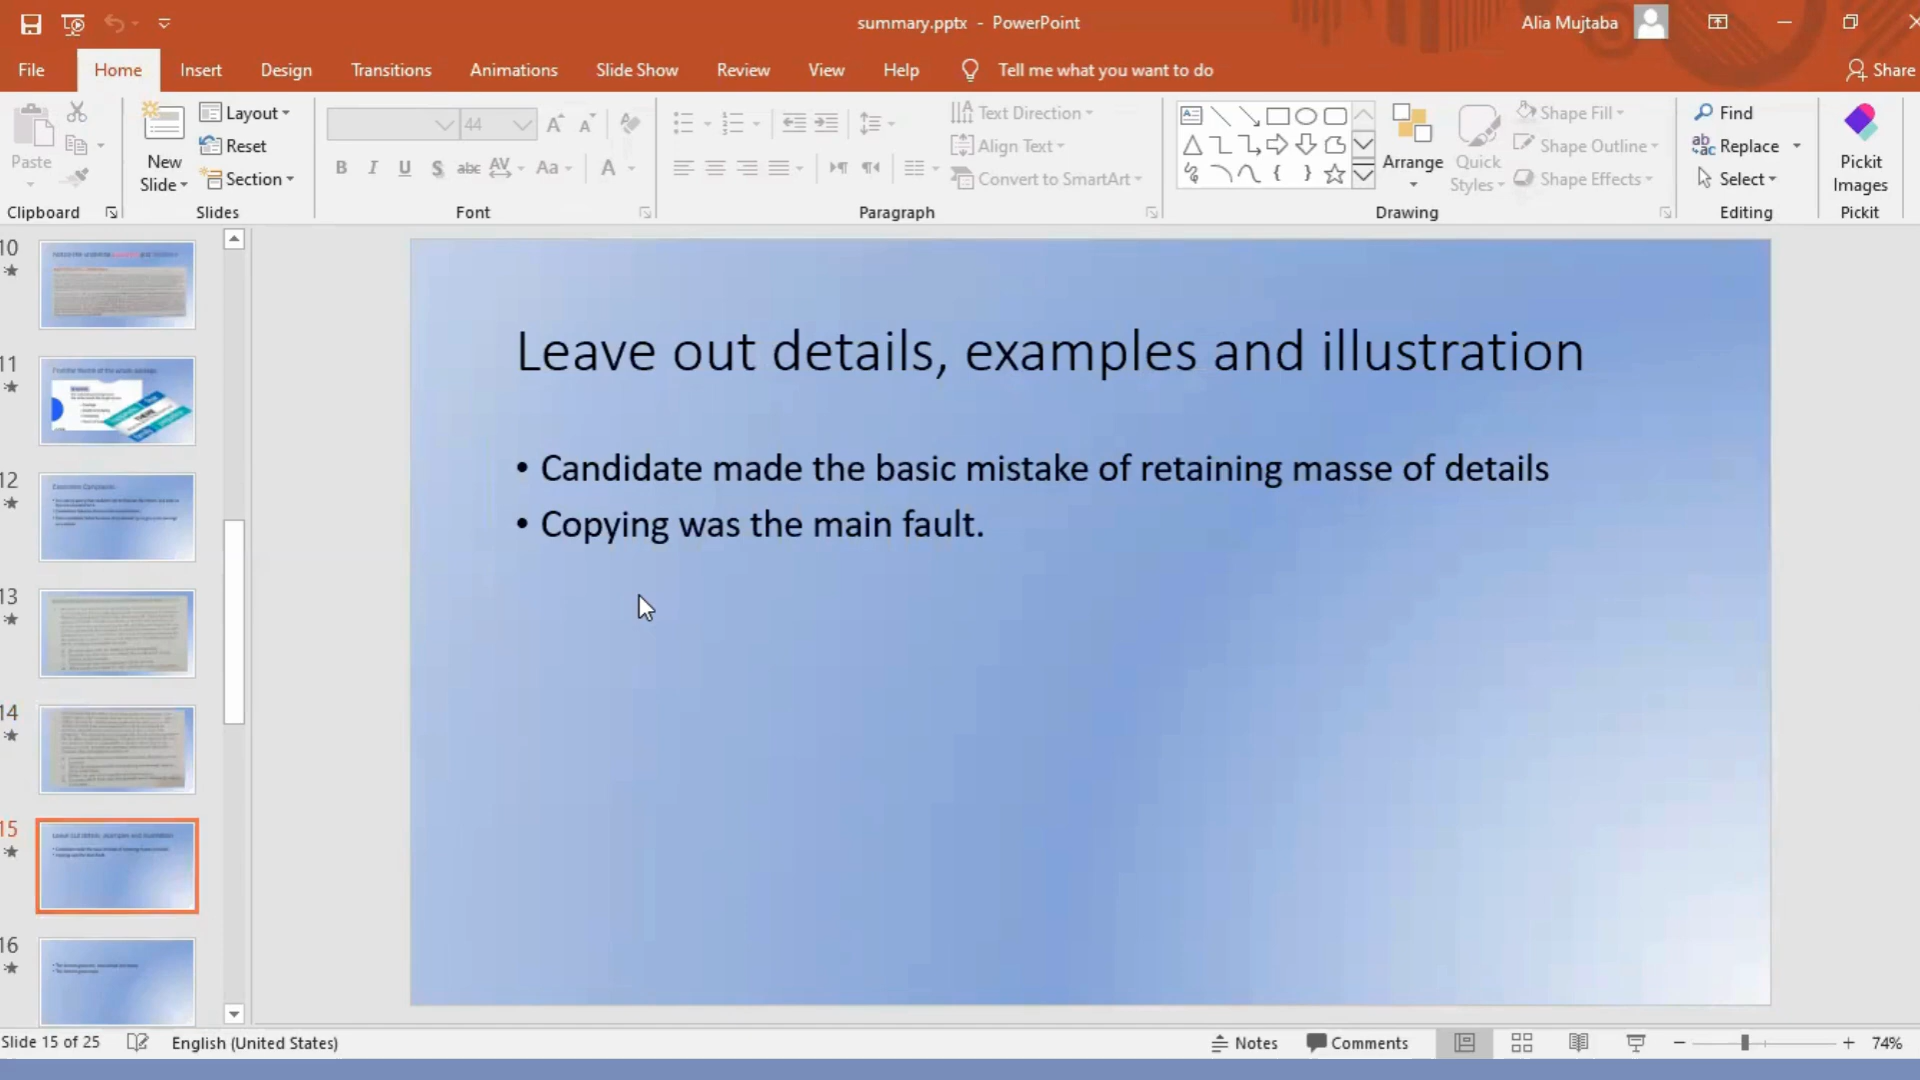 summary.pptx - PowerPoint
Alia Mujtaba
File Home Insert Design Transitions Animations Slide Show Review View Help Tell me what you want to do Share
Paste
Clipboard
New Slide
Layout
Reset
Section
Slides
44
B I U S abc AV Aa A
Font
Text Direction
Align Text
Convert to SmartArt
Paragraph
Arrange
Quick Styles
Shape Fill
Shape Outline
Shape Effects
Drawing
Find
Replace
Select
Editing
Pickit Images
Pickit
10
11
12
13
14
15
16
Leave out details, examples and illustration
• Candidate made the basic mistake of retaining masse of details
• Copying was the main fault.
Slide 15 of 25 English (United States) Notes Comments 74%